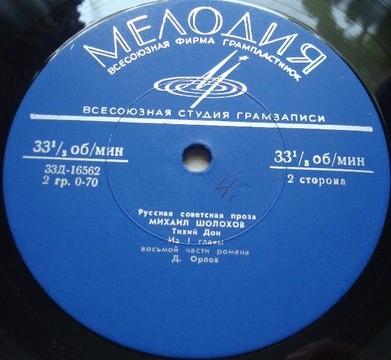 МЕЛОДИЯ
ВСЕСОЮЗНАЯ ФИРМА ГРАМПЛАСТИНОК
ВСЕСОЮЗНАЯ СТУДИЯ ГРАМЗАПИСИ
33¹/₃ об/мин
33Д-16562
2 гр. 0-70
33¹/₃ об/мин
2 сторона
4.
Русская советская проза
МИХАИЛ ШОЛОХОВ
Тихий Дон
Из I главы
восьмой части романа
Д. Орлов